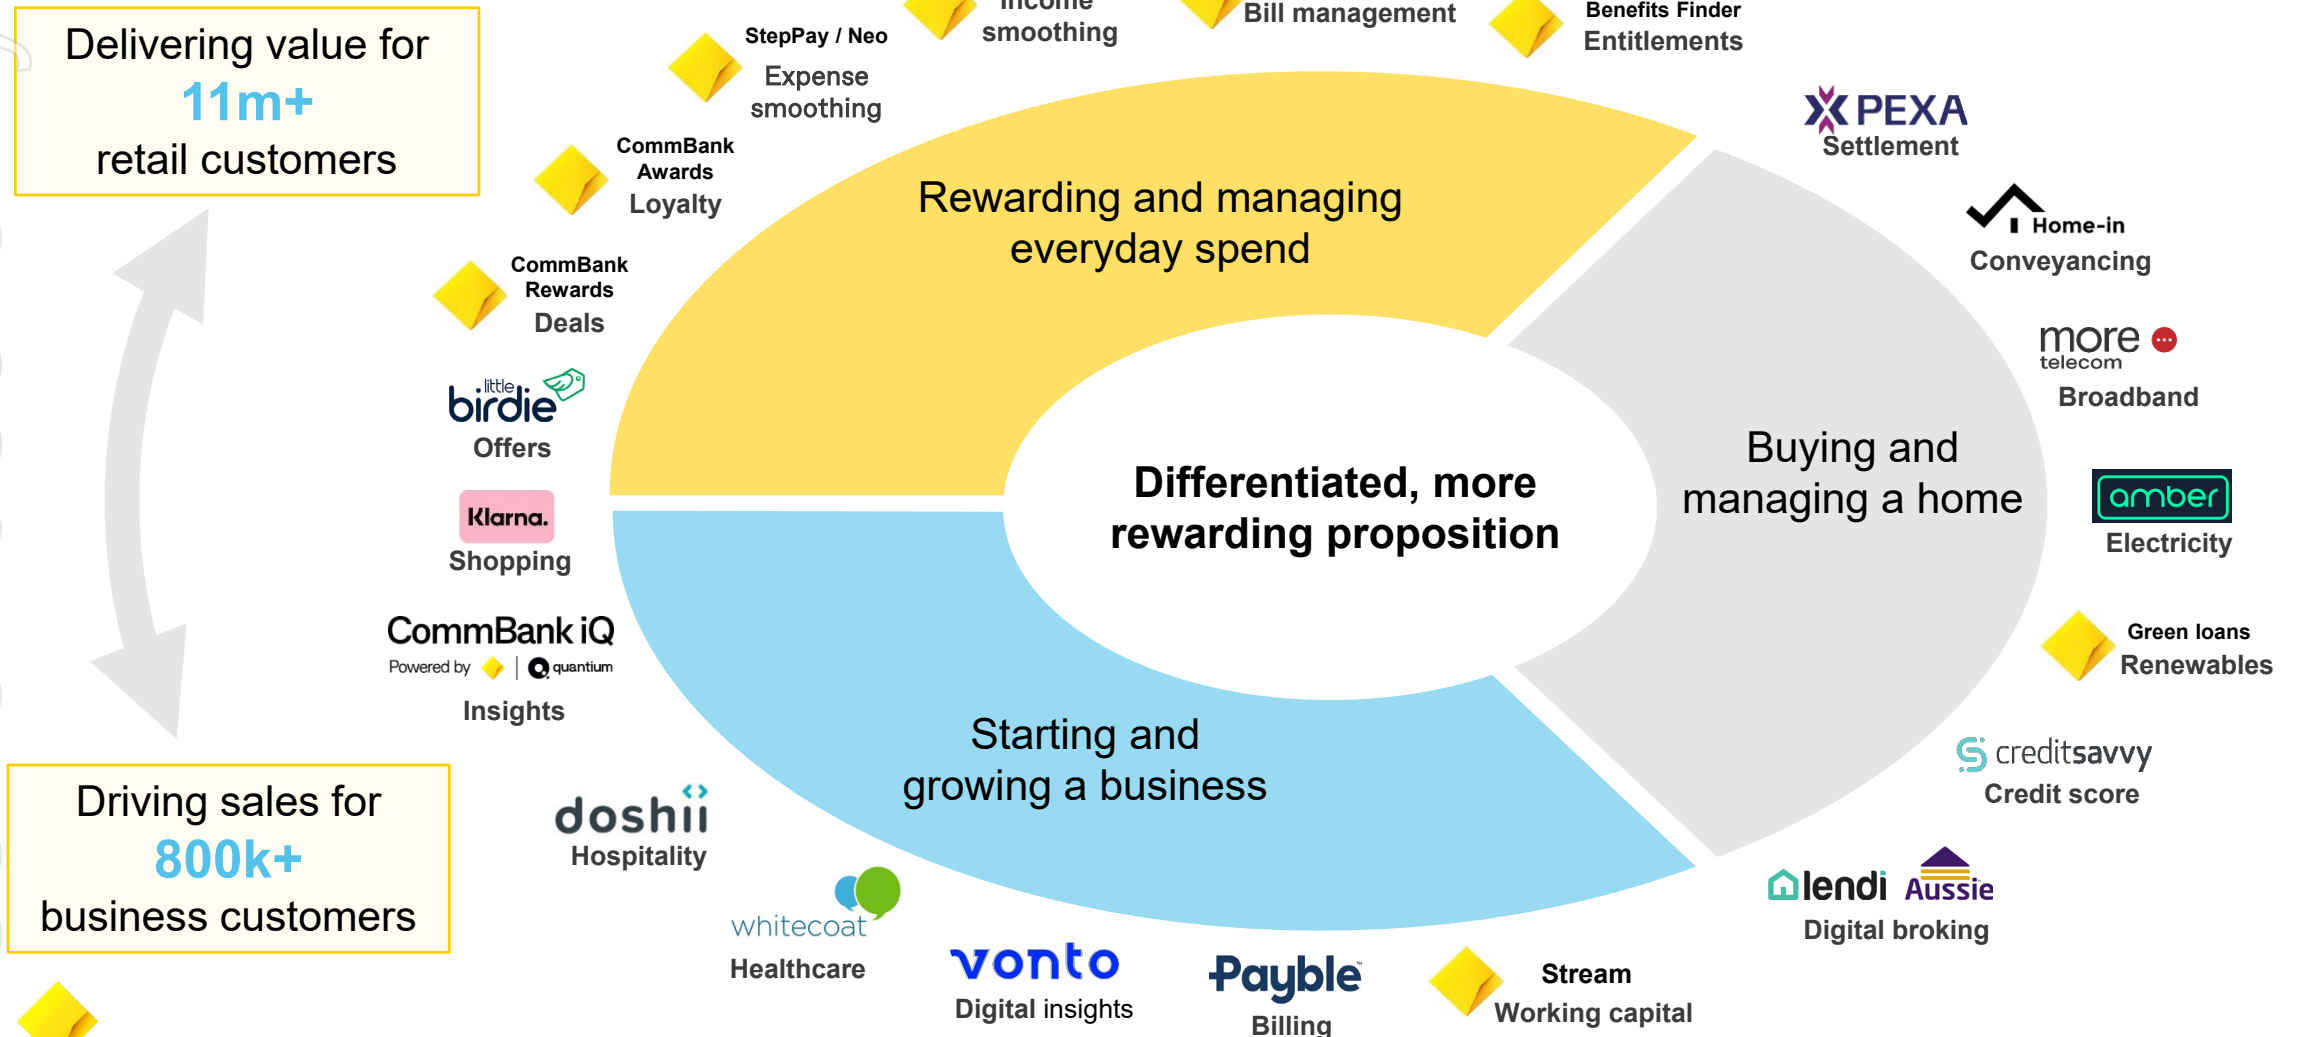 Delivering value for
11m+
retail customers
Driving sales for
800k+
business customers
Income
smoothing
Bill management
Benefits Finder
Entitlements
StepPay / Neo
Expense
smoothing
CommBank
Awards
Loyalty
CommBank
Rewards
Deals
little
birdie
Offers
Klarna.
Shopping
CommBank iQ
Powered by | quantium
Insights
doshii
Hospitality
whitecoat
Healthcare
vonto
Digital insights
Payble
Billing
Stream
Working capital
Rewarding and managing
everyday spend
Differentiated, more
rewarding proposition
Buying and
managing a home
Starting and
growing a business
PEXA
Settlement
Home-in
Conveyancing
more
telecom
Broadband
amber
Electricity
Green loans
Renewables
creditsavvy
Credit score
lendi Aussie
Digital broking